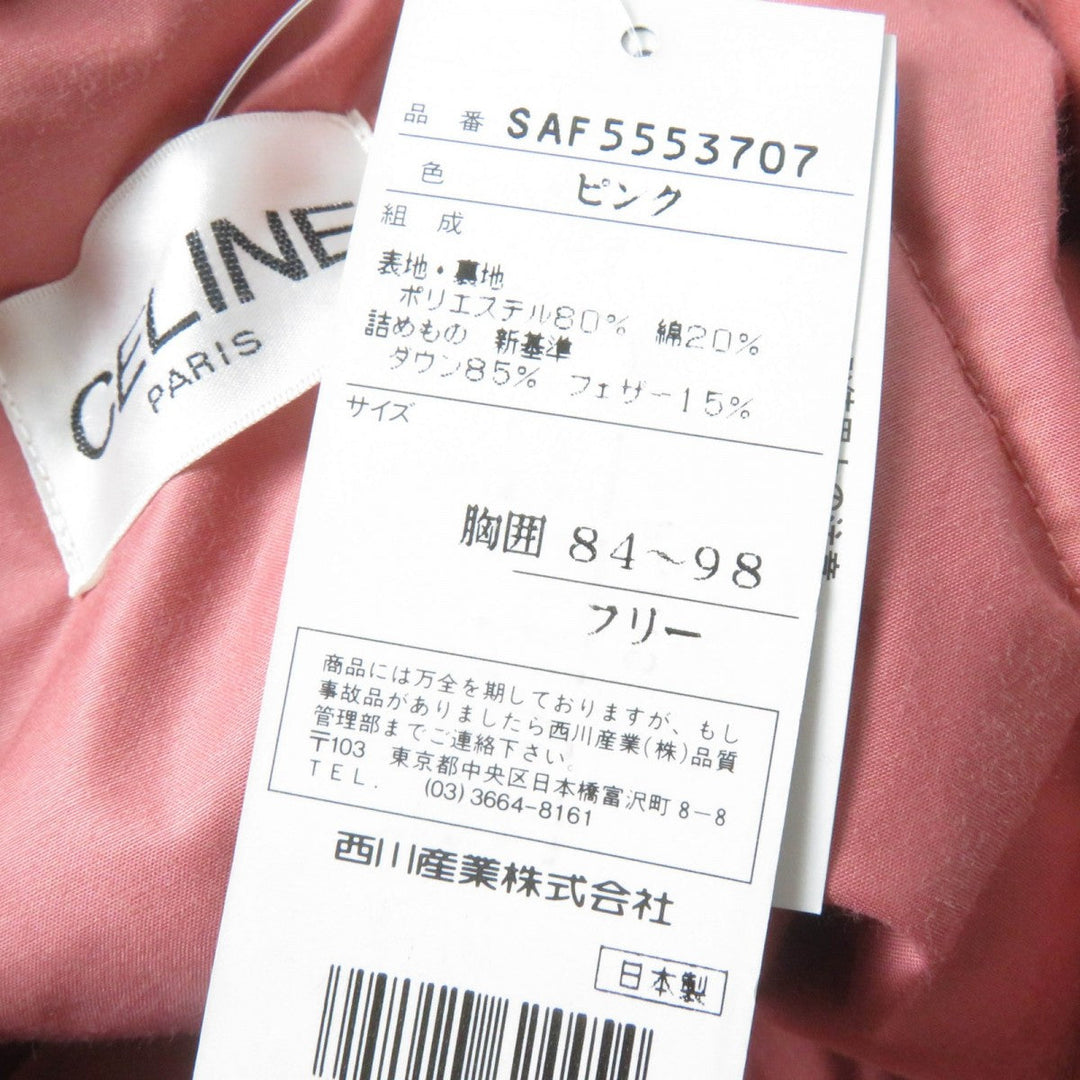 CELINE
PARIS
品番 SAF5553707
色 ピンク
組成
表地・裏地
ポリエステル80% 綿20%
詰めもの 新基準
ダウン85% フェザー15%
サイズ
胸囲 84~98
フリー
商品には万全を期しておりますが、もし
事故品がありましたら西川産業(株)品質
管理部までご連絡下さい。
〒103 東京都中央区日本橋富沢町8-8
TEL. (03)3664-8161
西川産業株式会社
日本製